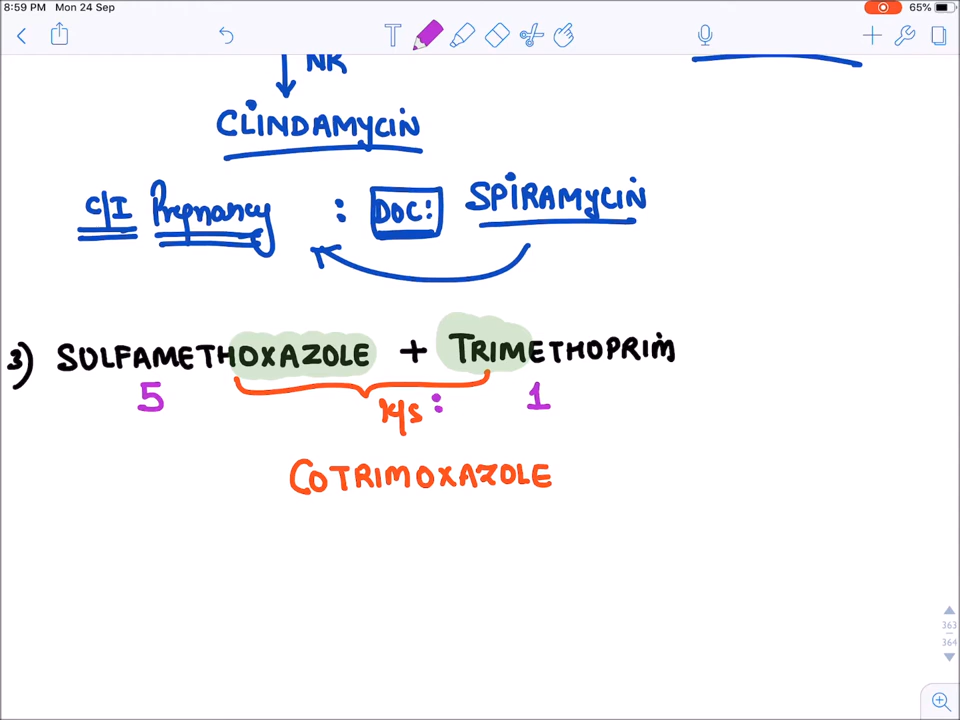 8:59 PM Mon 24 Sep
65%
T
NR
CLINDAMYCIN
C/I Pregnancy : DOC: SPIRAMYCIN
3) SULFAMETHOXAZOLE + TRIMETHOPRIM
5 : 1
K/S
COTRIMOXAZOLE
363
364